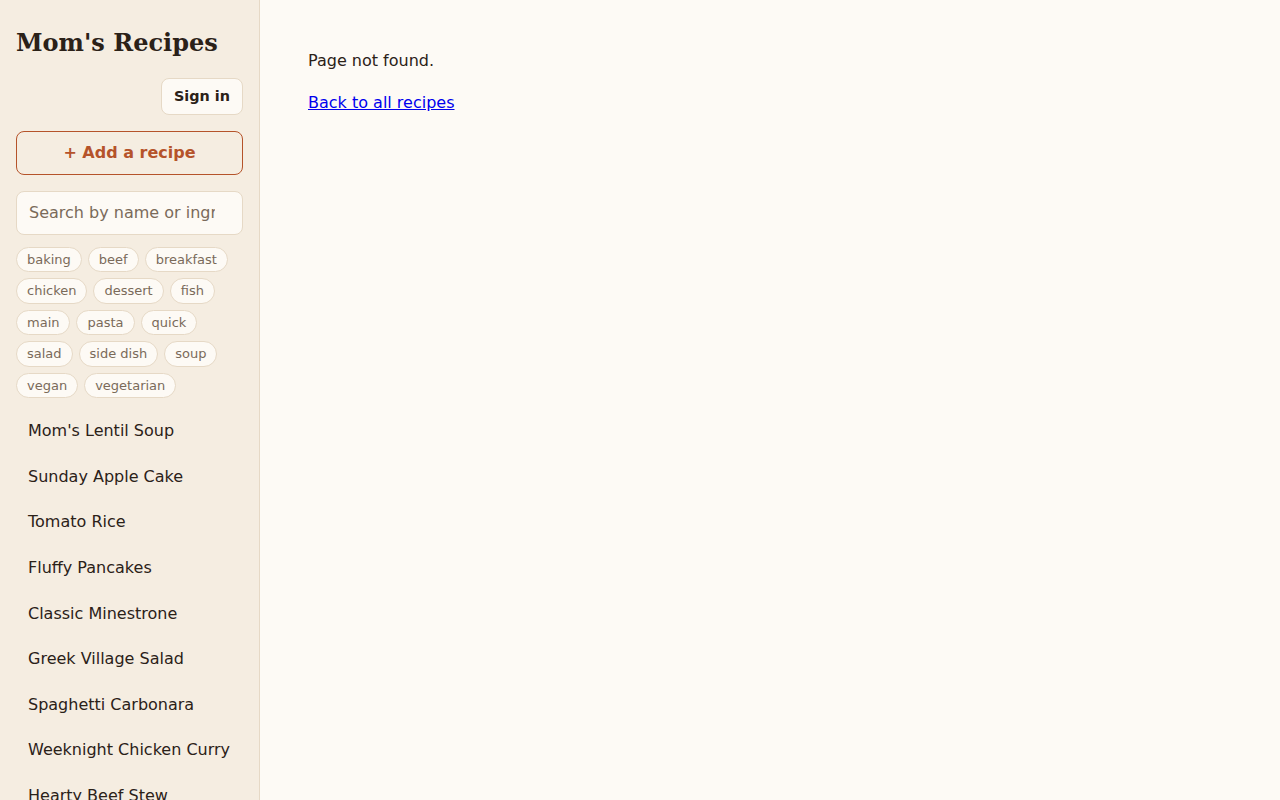 Mom's Recipes
Sign in
+ Add a recipe
Search by name or ingr
baking beef breakfast
chicken dessert fish
main pasta quick
salad side dish soup
vegan vegetarian
Mom's Lentil Soup
Sunday Apple Cake
Tomato Rice
Fluffy Pancakes
Classic Minestrone
Greek Village Salad
Spaghetti Carbonara
Weeknight Chicken Curry
Hearty Beef Stew
Page not found.
Back to all recipes